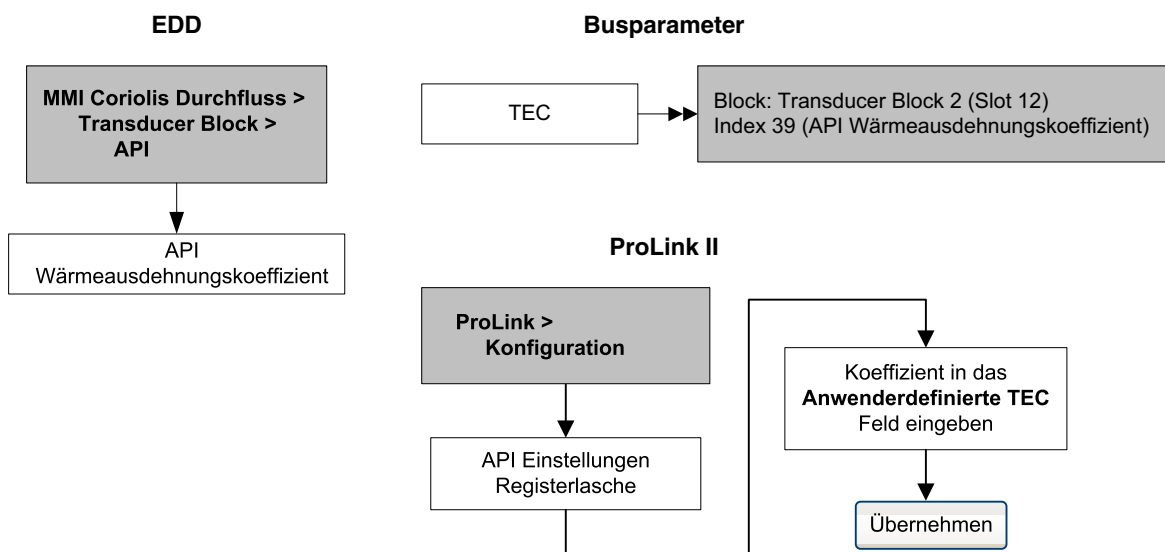 EDD
MMI Coriolis Durchfluss >
Transducer Block >
API
API
Wärmeausdehnungskoeffizient
Busparameter
TEC
Block: Transducer Block 2 (Slot 12)
Index 39 (API Wärmeausdehnungskoeffizient)
ProLink II
ProLink >
Konfiguration
API Einstellungen
Registerlasche
Koeffizient in das
Anwenderdefinierte TEC
Feld eingeben
Übernehmen